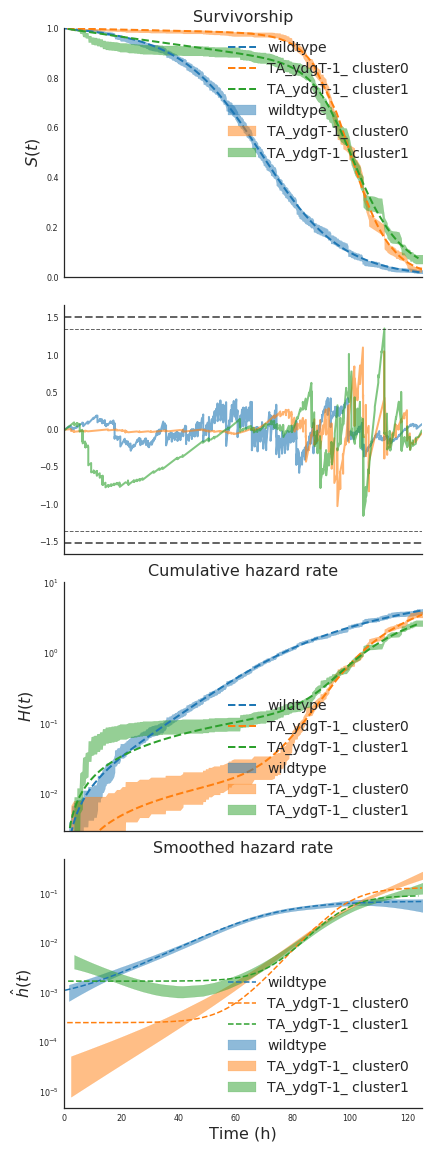 Survivorship
1.0
0.8
0.6
0.4
0.2
0.0
S(t)
wildtype
TA_ydgT-1_ cluster0
TA_ydgT-1_ cluster1
wildtype
TA_ydgT-1_ cluster0
TA_ydgT-1_ cluster1
1.5
1.0
0.5
0.0
−0.5
−1.0
−1.5
Cumulative hazard rate
10¹
10⁰
10⁻¹
10⁻²
H(t)
wildtype
TA_ydgT-1_ cluster0
TA_ydgT-1_ cluster1
wildtype
TA_ydgT-1_ cluster0
TA_ydgT-1_ cluster1
Smoothed hazard rate
10⁻¹
10⁻²
10⁻³
10⁻⁴
10⁻⁵
ĥ(t)
wildtype
TA_ydgT-1_ cluster0
TA_ydgT-1_ cluster1
wildtype
TA_ydgT-1_ cluster0
TA_ydgT-1_ cluster1
0 20 40 60 80 100 120
Time (h)